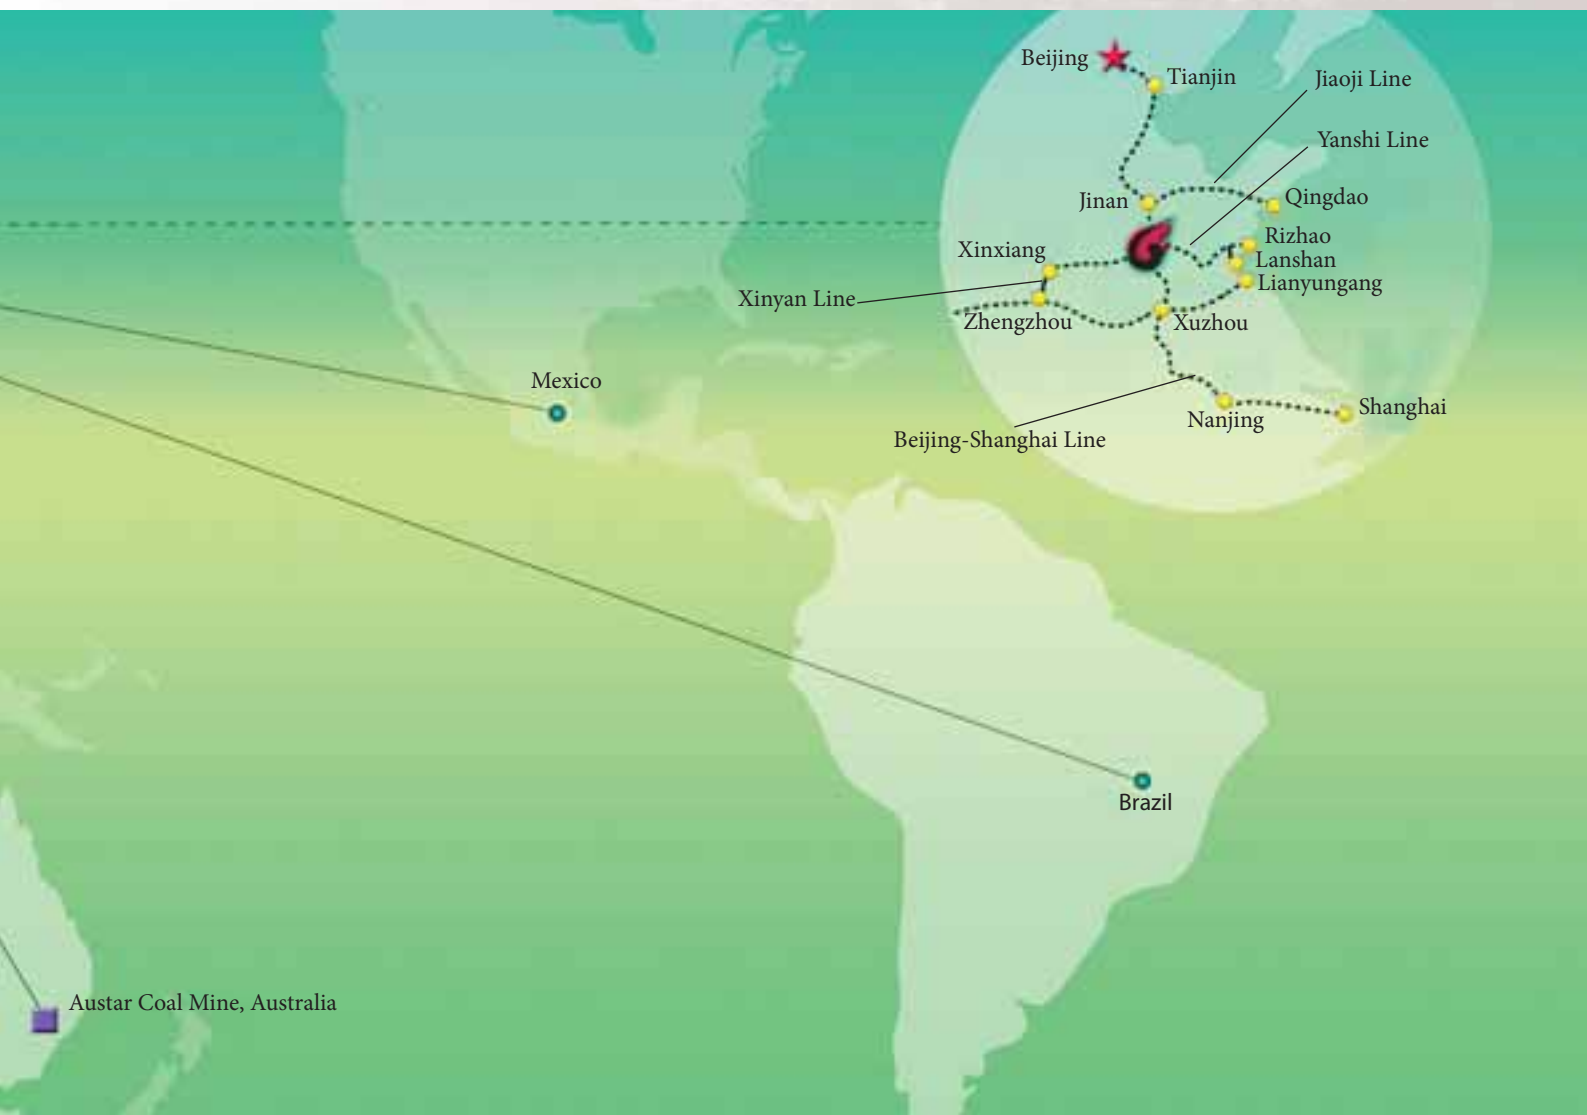 Beijing
Tianjin
Jiaoji Line
Yanshi Line
Jinan
Qingdao
Rizhao
Xinxiang
Lanshan
Lianyungang
Xinyan Line
Zhengzhou
Xuzhou
Mexico
Shanghai
Nanjing
Beijing-Shanghai Line
Brazil
Austar Coal Mine, Australia